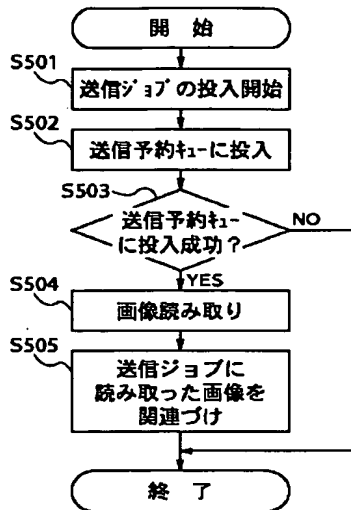 開 始
S501
送信ジョブの投入開始
S502
送信予約キューに投入
S503
送信予約キュー
に投入成功?
NO
YES
S504
画像読み取り
S505
送信ジョブに
読み取った画像を
関連づけ
終 了